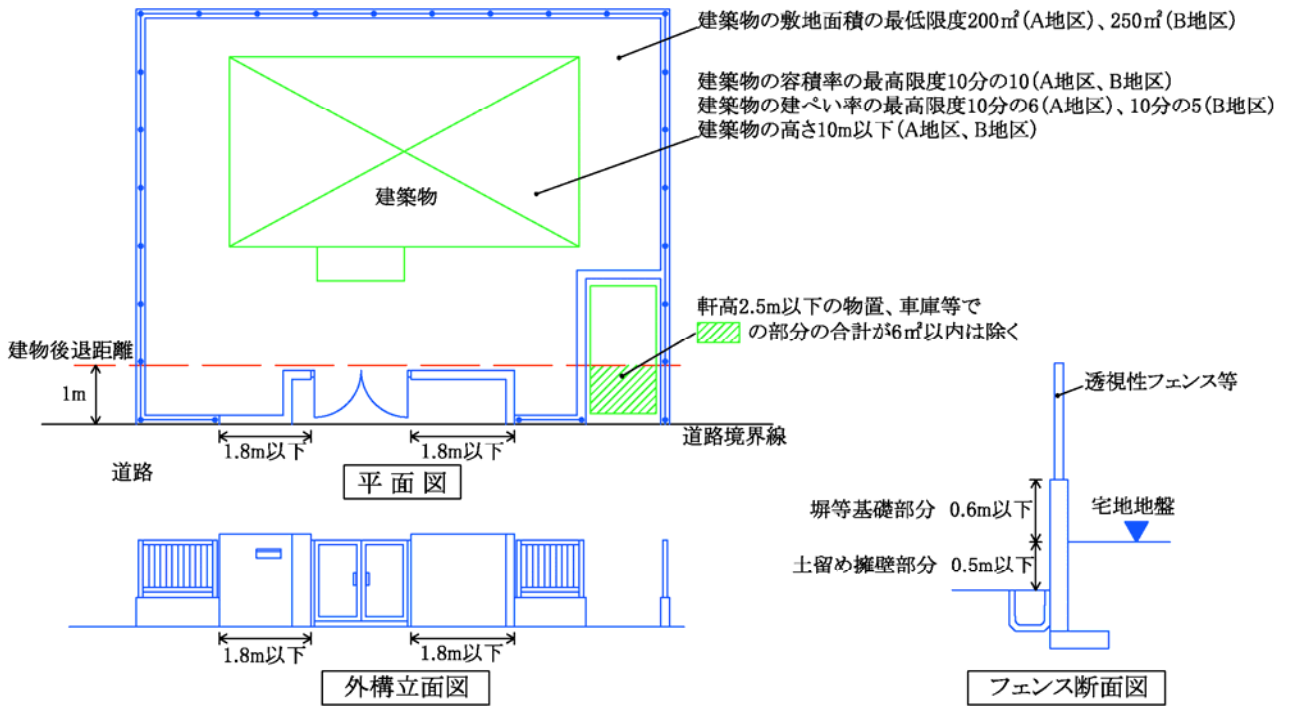 建築物の敷地面積の最低限度200㎡(A地区)、250㎡(B地区)
建築物の容積率の最高限度10分の10(A地区、B地区)
建築物の建ぺい率の最高限度10分の6(A地区)、10分の5(B地区)
建築物の高さ10m以下(A地区、B地区)
建築物
軒高2.5m以下の物置、車庫等で
の部分の合計が6㎡以内は除く
建物後退距離
1m
1.8m以下
1.8m以下
道路境界線
道路
平面図
透視性フェンス等
塀等基礎部分 0.6m以下
宅地地盤
土留め擁壁部分 0.5m以下
1.8m以下
1.8m以下
外構立面図
フェンス断面図